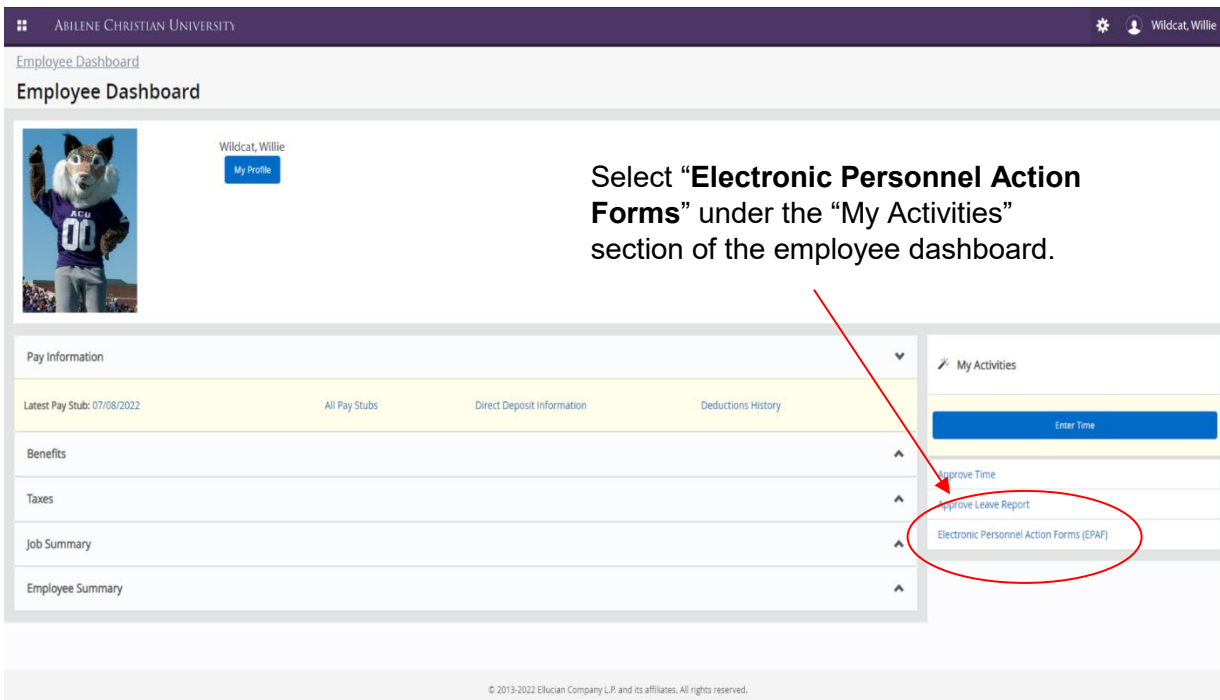 ABILENE CHRISTIAN UNIVERSITY
Wildcat, Willie
Employee Dashboard
Employee Dashboard
Wildcat, Willie
My Profile
ACU
00
Select “Electronic Personnel Action
Forms” under the “My Activities”
section of the employee dashboard.
Pay Information
Latest Pay Stub: 07/08/2022
All Pay Stubs
Direct Deposit Information
Deductions History
Benefits
Taxes
Job Summary
Employee Summary
My Activities
Enter Time
Approve Time
Approve Leave Report
Electronic Personnel Action Forms (EPAF)
© 2013-2022 Ellucian Company L.P. and its affiliates. All rights reserved.